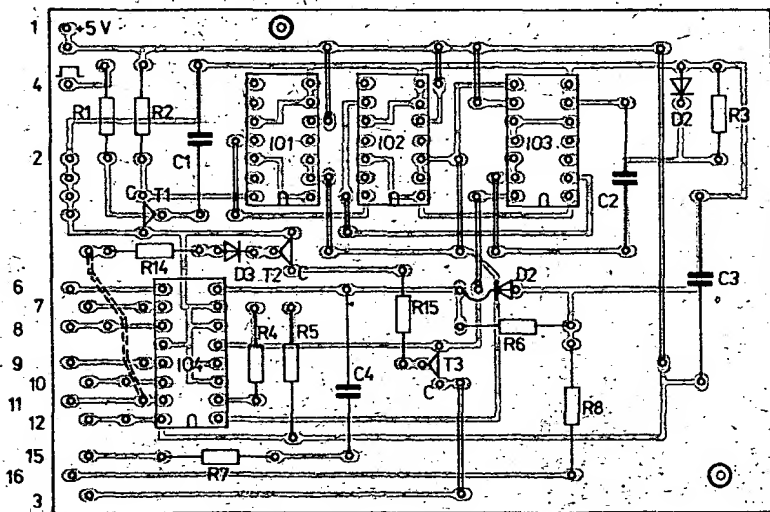 1
+5 V
4
R1
R2
C1
IO1
IO2
IO3
D2
R3
2
C
T1
C2
R14
D3
T2
C
D2
C3
6
7
8
R15
R4
R5
R6
9
IO4
C4
T3
10
C
11
R8
12
15
R7
16
3